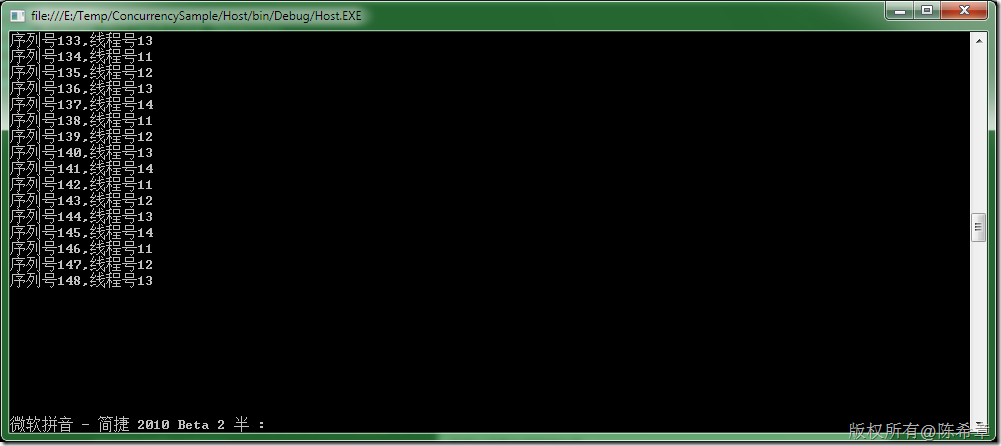 file:///E:/Temp/ConcurrencySample/Host/bin/Debug/Host.EXE
序列号133,线程号13
序列号134,线程号11
序列号135,线程号12
序列号136,线程号13
序列号137,线程号14
序列号138,线程号11
序列号139,线程号12
序列号140,线程号13
序列号141,线程号14
序列号142,线程号11
序列号143,线程号12
序列号144,线程号13
序列号145,线程号14
序列号146,线程号11
序列号147,线程号12
序列号148,线程号13
微软拼音 - 简捷 2010 Beta 2 半 :
版权所有@陈希章